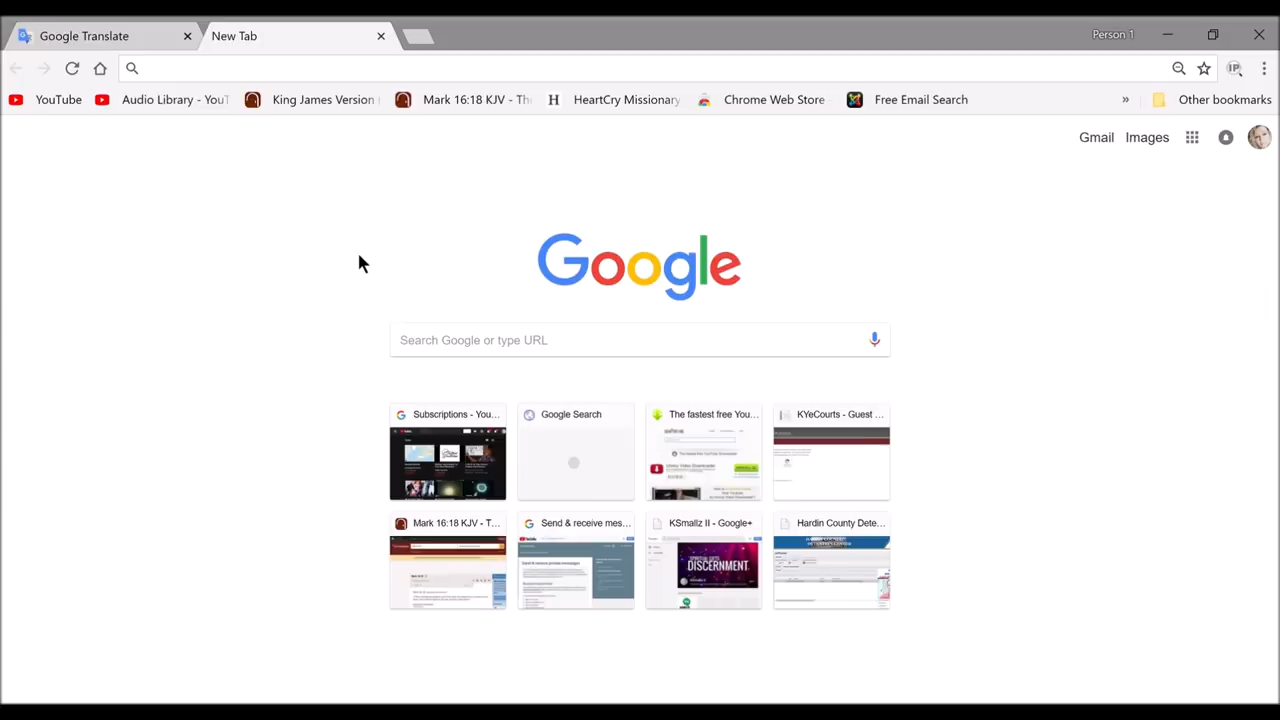 Google Translate New Tab Person 1
YouTube Audio Library - YouT King James Version ( Mark 16:18 KJV - Th HeartCry Missionary Chrome Web Store - Free Email Search » Other bookmarks
Gmail Images
Google
Search Google or type URL
Subscriptions - You... Google Search The fastest free You... KYeCourts - Guest ...
Mark 16:18 KJV - T... Send & receive mes... KSmallz II - Google+ Hardin County Dete...
DISCERNMENT